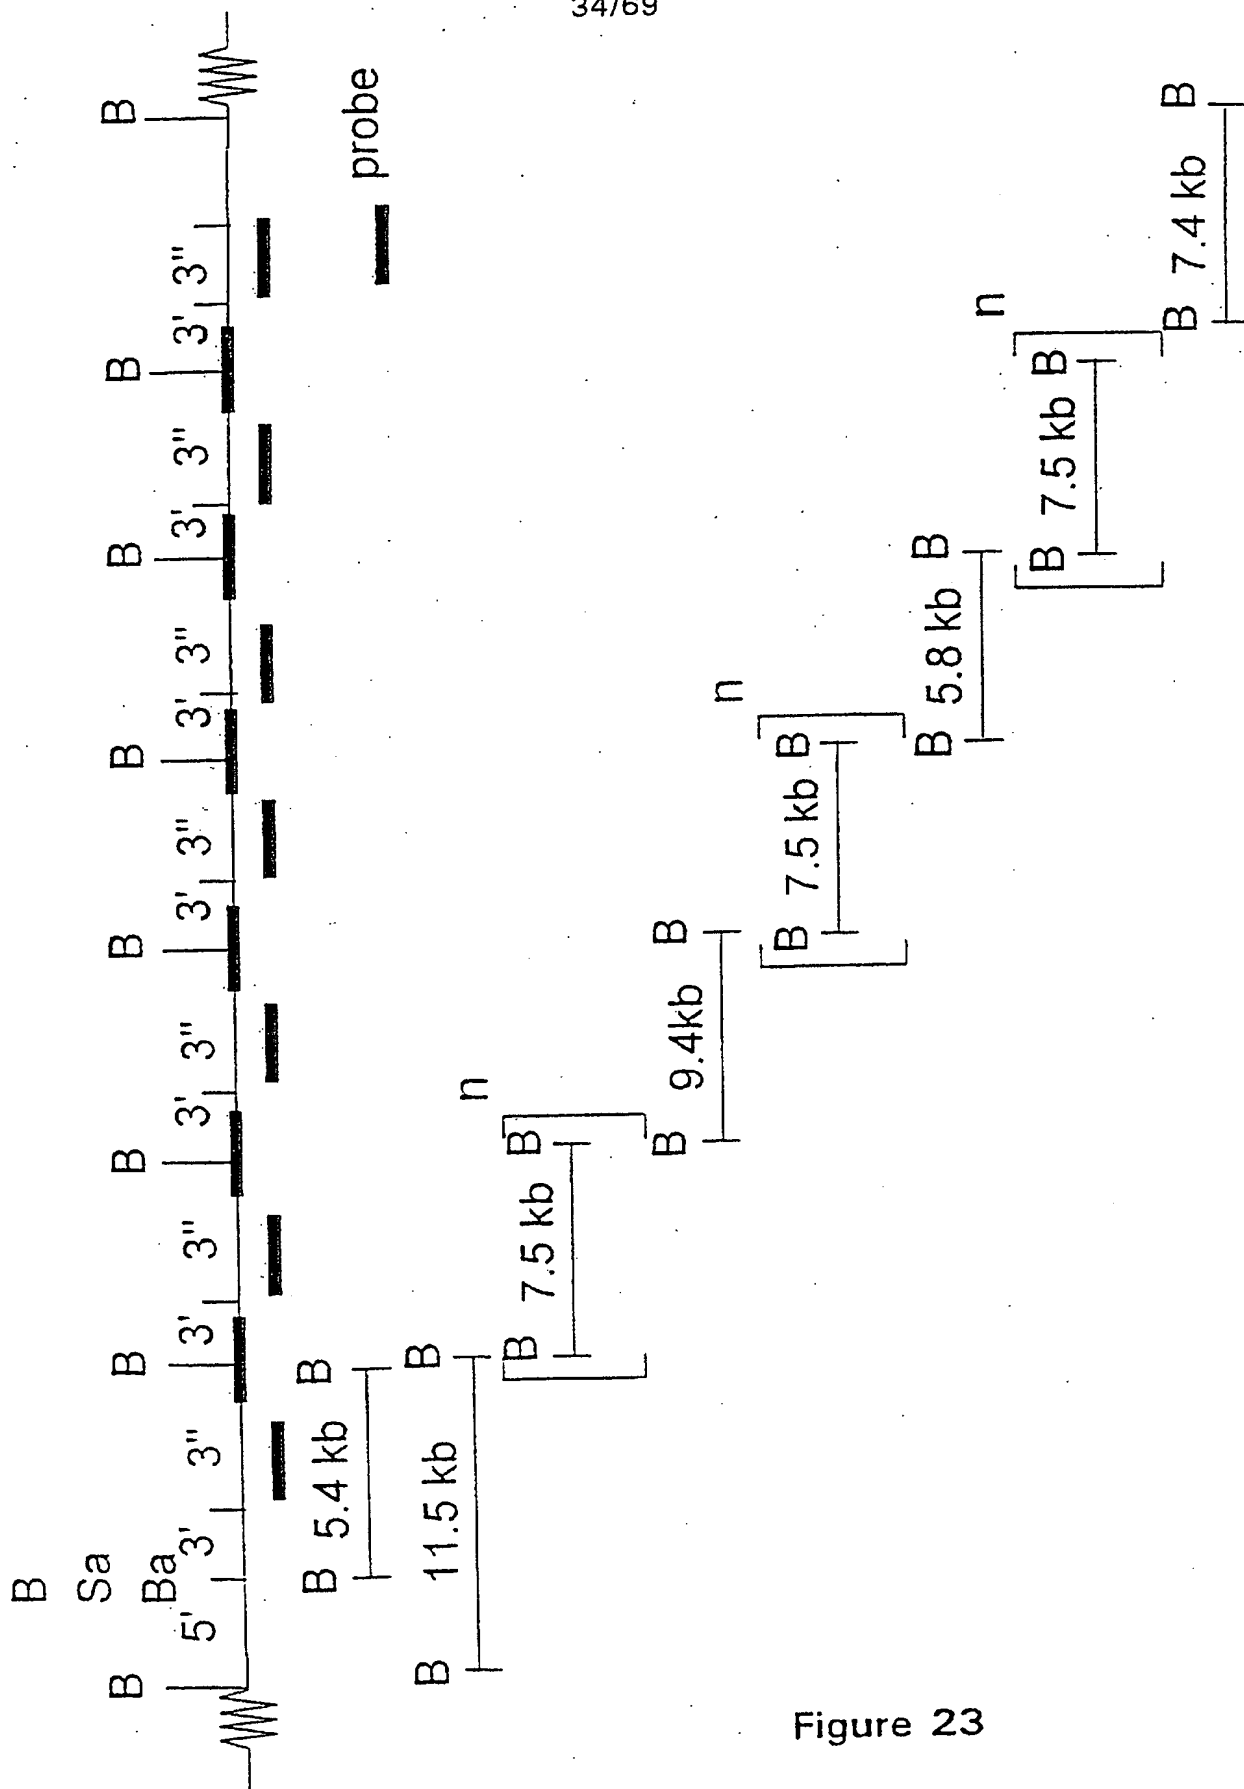 34/69
B
Sa
Ba
B B B B B B B B
5' 3' 3" 3' 3" 3' 3" 3' 3" 3' 3" 3' 3" 3' 3"
probe
B 5.4 kb B
B 11.5 kb B
B 7.5 kb B n
B 9.4kb B
B 7.5 kb B n
B 5.8 kb B
B 7.5 kb B n
B 7.4 kb B
Figure 23